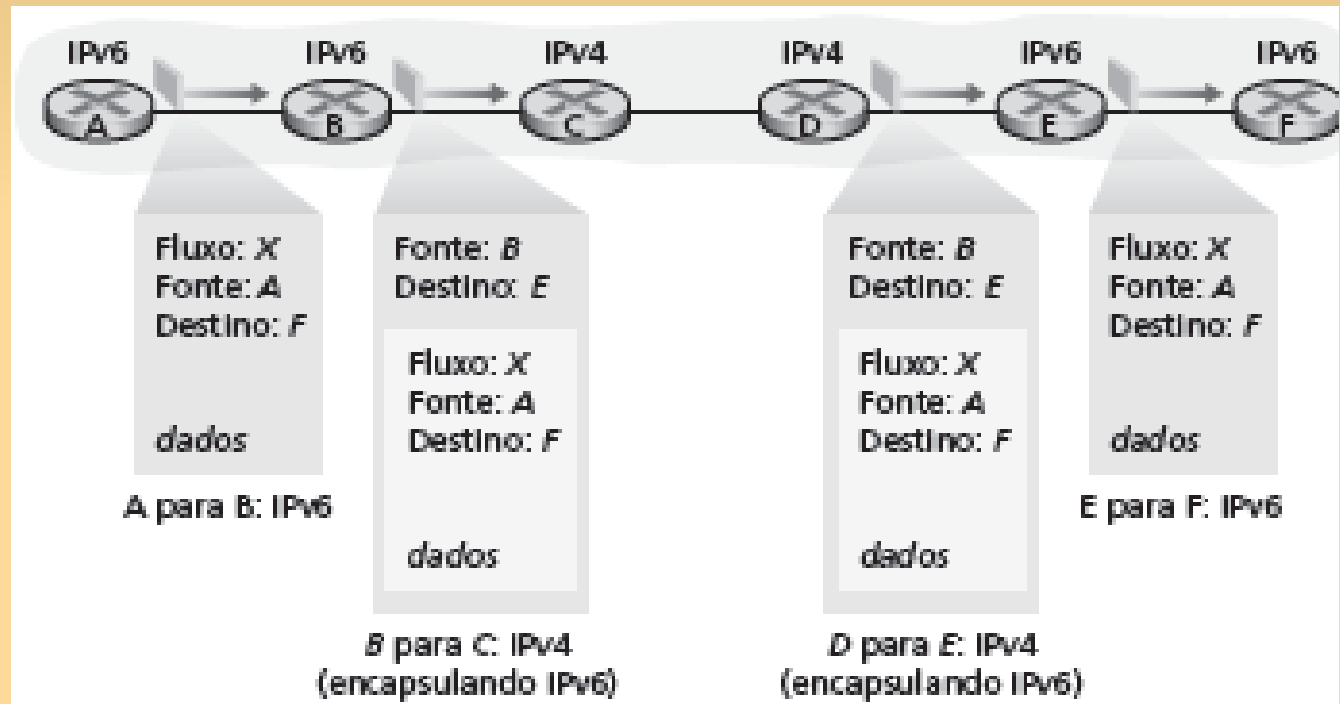 IPv6 IPv6 IPv4 IPv4 IPv6 IPv6
A B C D E F
Fluxo: X
Fonte: A
Destino: F
dados
A para B: IPv6
Fonte: B
Destino: E
Fluxo: X
Fonte: A
Destino: F
dados
B para C: IPv4
(encapsulando IPv6)
Fonte: B
Destino: E
Fluxo: X
Fonte: A
Destino: F
dados
D para E: IPv4
(encapsulando IPv6)
Fluxo: X
Fonte: A
Destino: F
dados
E para F: IPv6